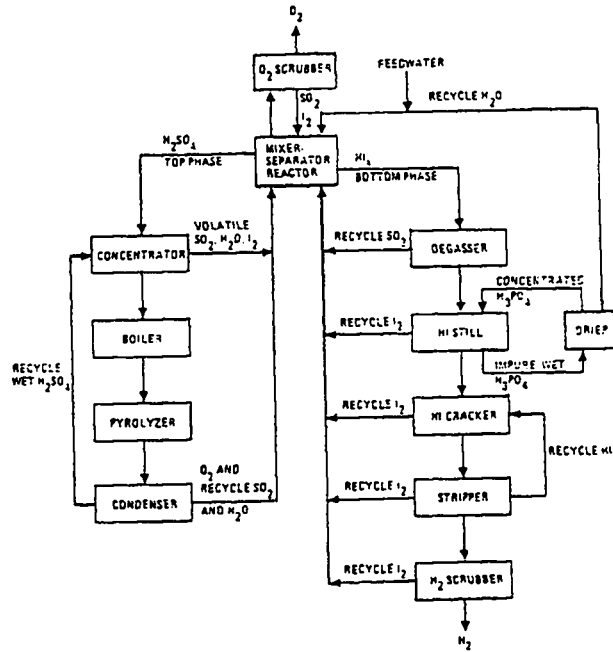 O2
O2 SCRUBBER
SO2
I2
FEEDWATER
RECYCLE H2O
H2SO4
TOP PHASE
MIXER-
SEPARATOR
REACTOR
HIx
BOTTOM PHASE
VOLATILE
SO2, H2O, I2
CONCENTRATOR
RECYCLE SO2
DEGASSER
CONCENTRATED
H3PO4
BOILER
RECYCLE I2
HI STILL
DRIER
IMPURE WET
H3PO4
RECYCLE
WET H2SO4
PYROLYZER
RECYCLE I2
HI CRACKER
RECYCLE HI
O2 AND
RECYCLE SO2
AND H2O
CONDENSER
RECYCLE I2
STRIPPER
RECYCLE I2
H2 SCRUBBER
H2